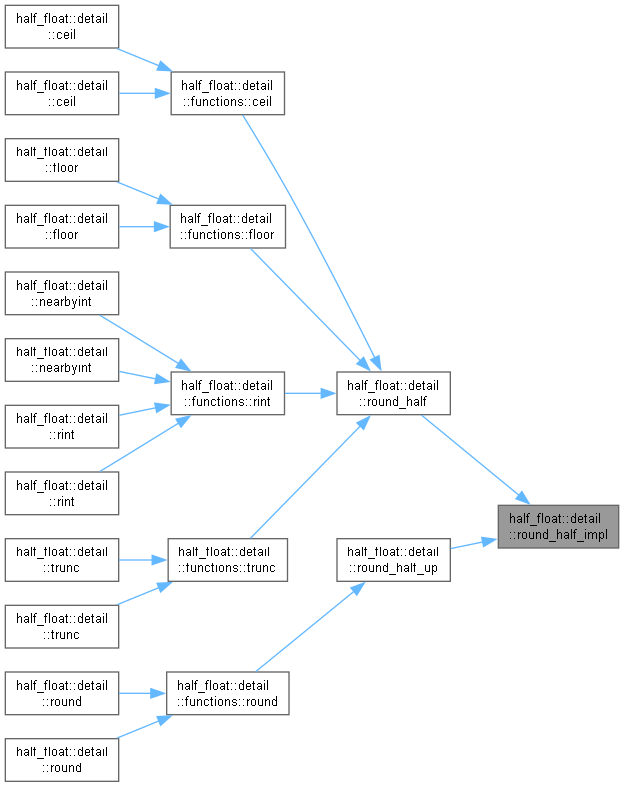 half_float::detail
::ceil
half_float::detail
::ceil
half_float::detail
::functions::ceil
half_float::detail
::floor
half_float::detail
::floor
half_float::detail
::functions::floor
half_float::detail
::nearbyint
half_float::detail
::nearbyint
half_float::detail
::rint
half_float::detail
::rint
half_float::detail
::functions::rint
half_float::detail
::round_half
half_float::detail
::round_half_impl
half_float::detail
::trunc
half_float::detail
::trunc
half_float::detail
::functions::trunc
half_float::detail
::round_half_up
half_float::detail
::round
half_float::detail
::round
half_float::detail
::functions::round